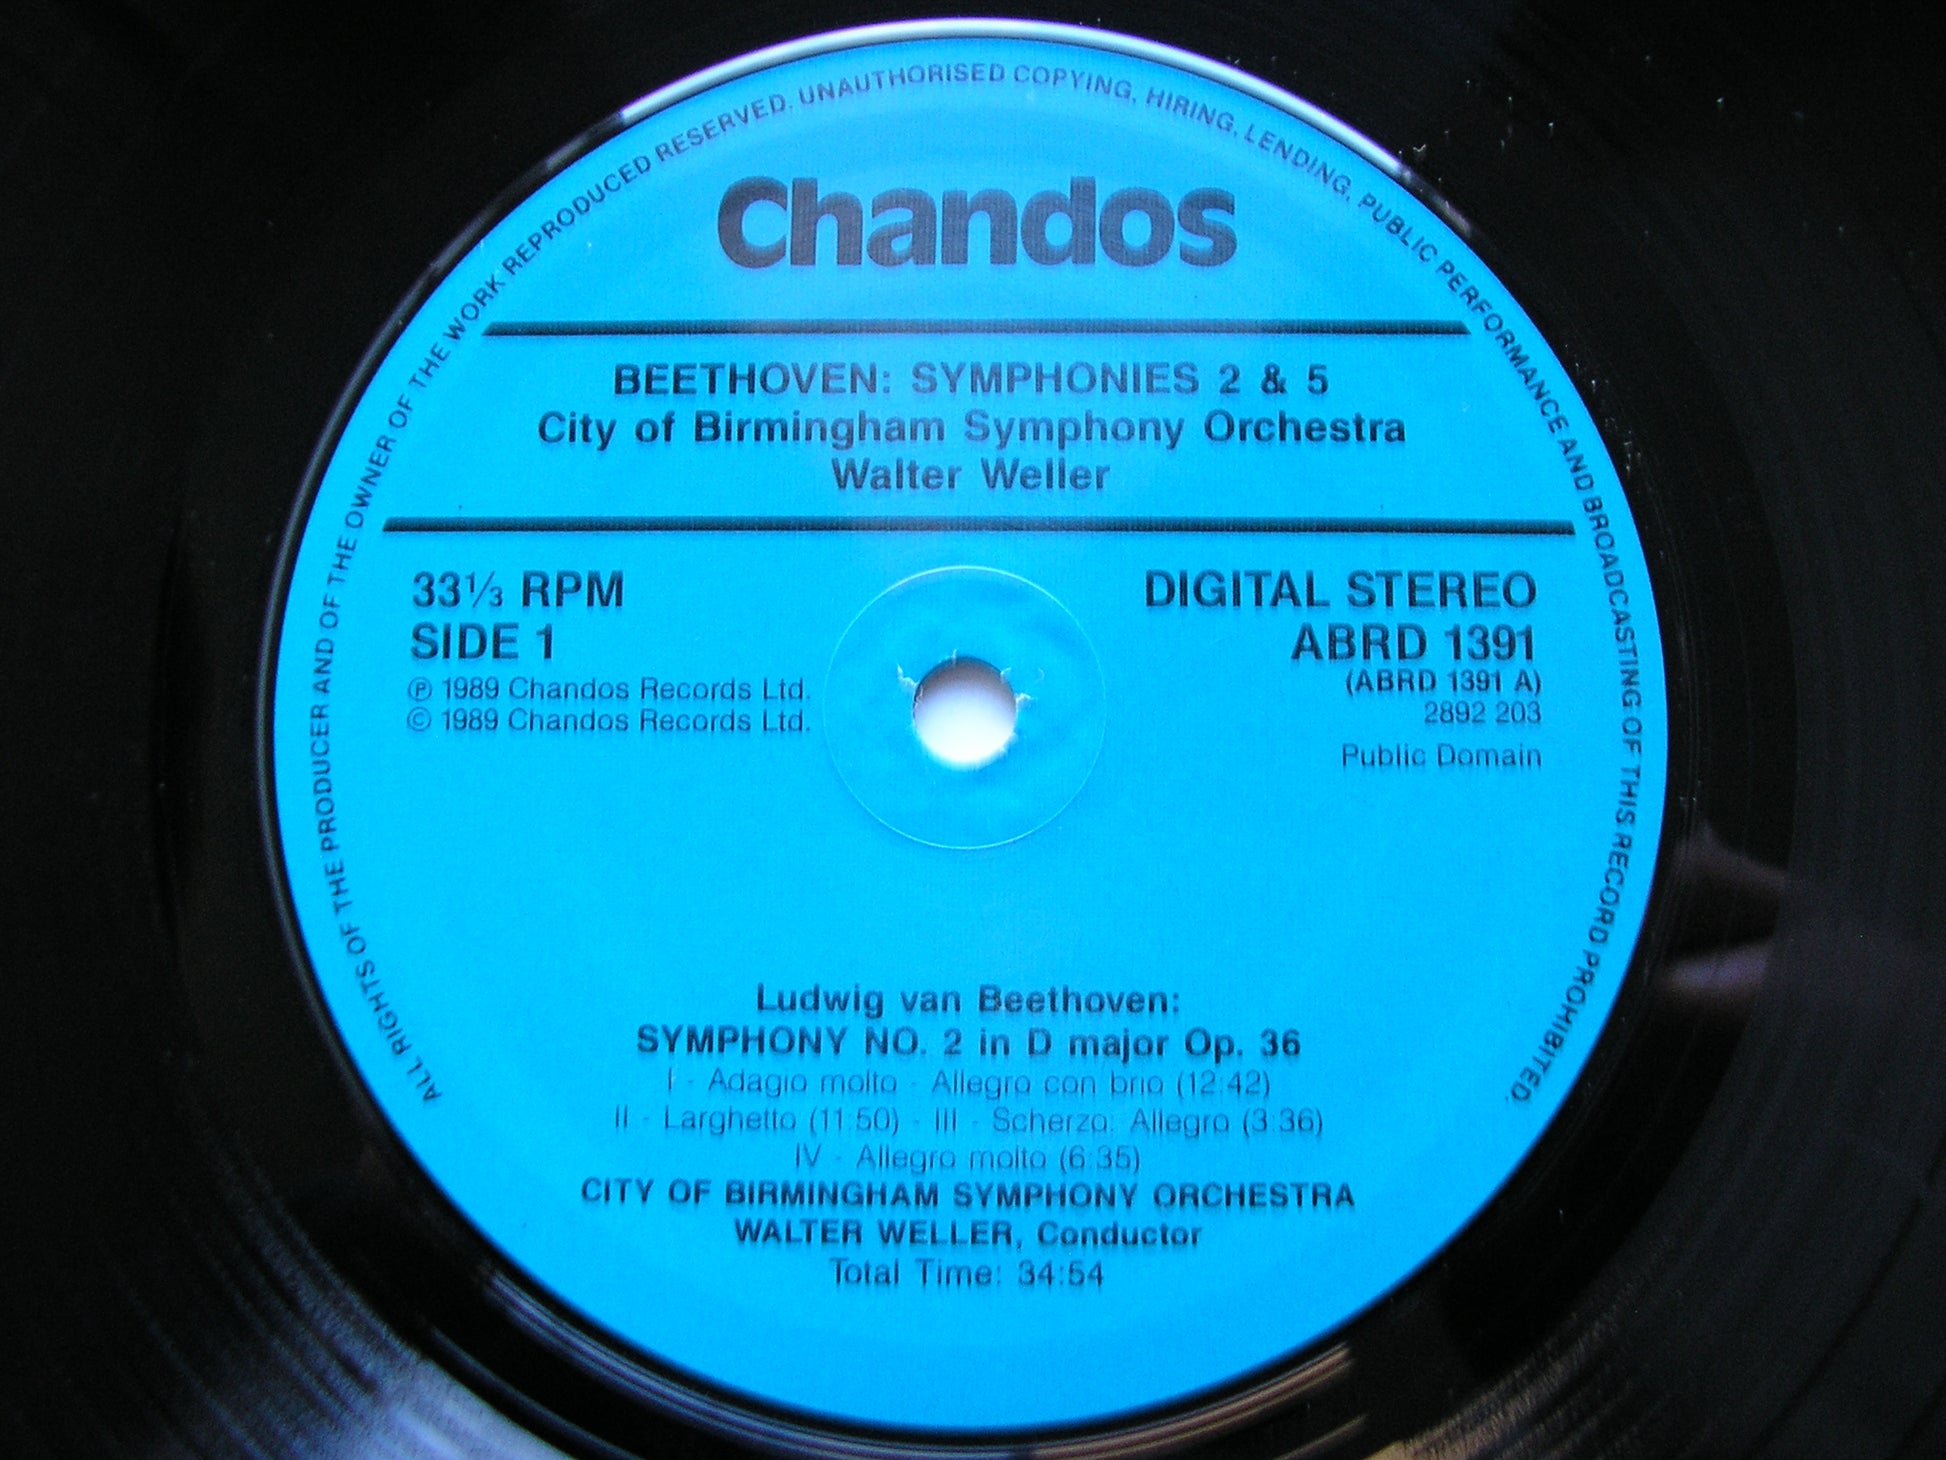 ALL RIGHTS OF THE PRODUCER AND OF THE OWNER OF THE WORK REPRODUCED RESERVED. UNAUTHORISED COPYING, HIRING, LENDING, PUBLIC PERFORMANCE AND BROADCASTING OF THIS RECORD PROHIBITED.
Chandos
BEETHOVEN: SYMPHONIES 2 & 5
City of Birmingham Symphony Orchestra
Walter Weller
33⅓ RPM
SIDE 1
℗ 1989 Chandos Records Ltd.
© 1989 Chandos Records Ltd.
DIGITAL STEREO
ABRD 1391
(ABRD 1391 A)
2892 203
Public Domain
Ludwig van Beethoven:
SYMPHONY NO. 2 in D major Op. 36
I - Adagio molto - Allegro con brio (12:42)
II - Larghetto (11:50) - III - Scherzo: Allegro (3:36)
IV - Allegro molto (6:35)
CITY OF BIRMINGHAM SYMPHONY ORCHESTRA
WALTER WELLER, Conductor
Total Time: 34:54